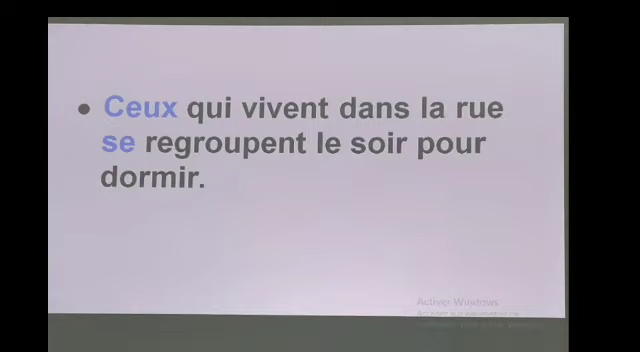 • Ceux qui vivent dans la rue
se regroupent le soir pour
dormir.
Activer Windows